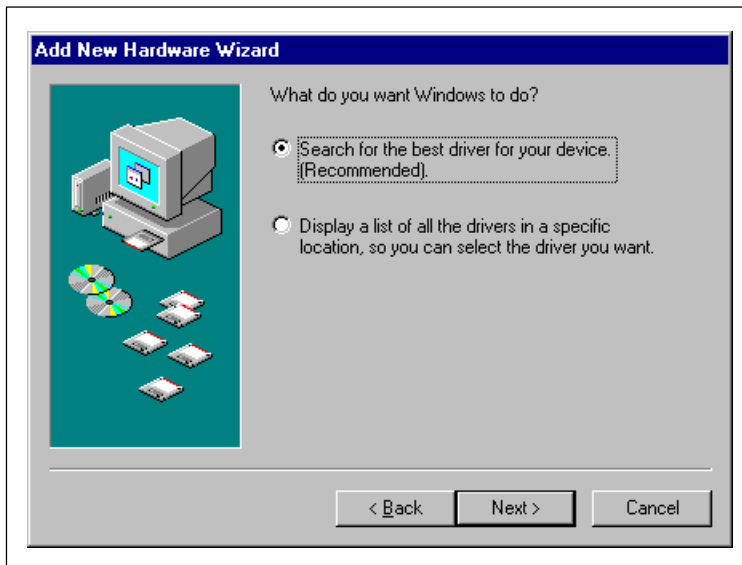 Add New Hardware Wizard
What do you want Windows to do?
Search for the best driver for your device.
(Recommended).
Display a list of all the drivers in a specific
location, so you can select the driver you want.
< Back
Next >
Cancel